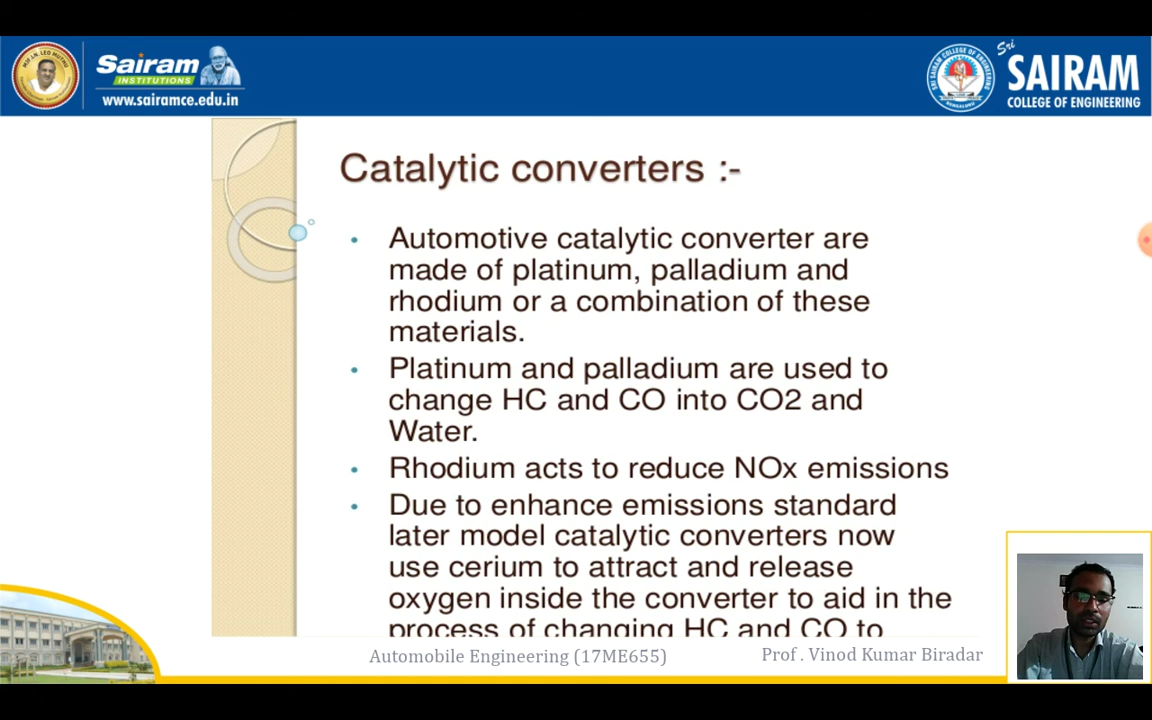 Sairam
INSTITUTIONS
www.sairamce.edu.in
Sri
SAIRAM
COLLEGE OF ENGINEERING
Catalytic converters :-
• Automotive catalytic converter are
made of platinum, palladium and
rhodium or a combination of these
materials.
• Platinum and palladium are used to
change HC and CO into CO2 and
Water.
• Rhodium acts to reduce NOx emissions
• Due to enhance emissions standard
later model catalytic converters now
use cerium to attract and release
oxygen inside the converter to aid in the
process of changing HC and CO to
Automobile Engineering (17ME655)
Prof . Vinod Kumar Biradar